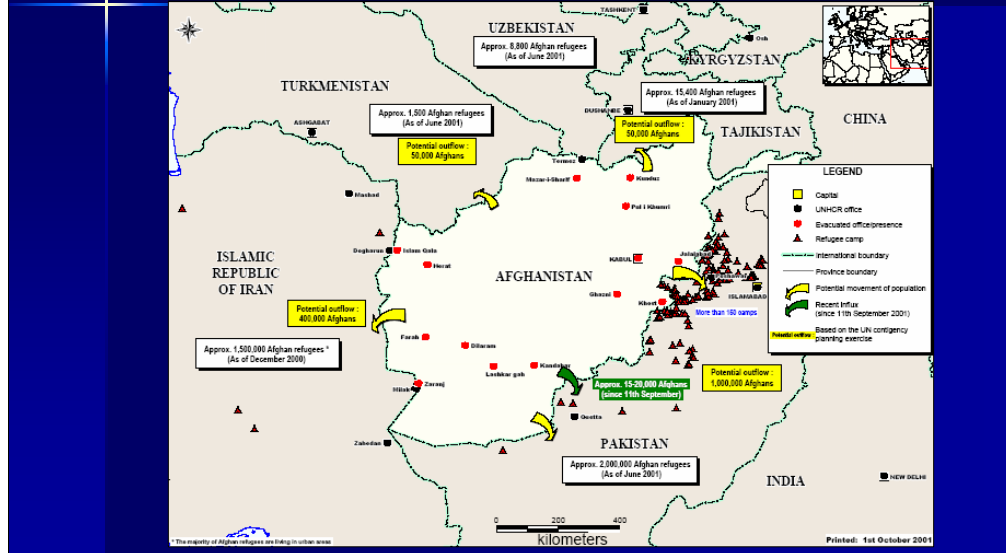 TASHKENT
UZBEKISTAN
Approx. 8,800 Afghan refugees
(As of June 2001)
Osh
KYRGYZSTAN
TURKMENISTAN
Approx. 15,400 Afghan refugees
(As of January 2001)
Approx. 1,500 Afghan refugees
(As of June 2001)
DUSHANBE
CHINA
ASHGABAT
Potential outflow :
50,000 Afghans
TAJIKISTAN
Potential outflow :
50,000 Afghans
Termez
Mazar-i-Sharif
Kunduz
Mashad
Pol i Khumri
LEGEND
Capital
UNHCR office
Evacuated office/presence
Refugee camp
International boundary
Province boundary
Potential movement of population
Recent Influx
(since 11th September 2001)
Potential outflow :
Based on the UN contigency
planning exercise
Dogharun
Islam Qala
Herat
ISLAMIC
REPUBLIC
OF IRAN
AFGHANISTAN
KABUL
Jalalabad
Peshawar
ISLAMABAD
Ghazni
Khost
More than 150 camps
Potential outflow :
400,000 Afghans
Farah
Dilaram
Approx. 1,500,000 Afghan refugees *
(As of December 2000)
Lashkar gah
Kandahar
Potential outflow :
1,000,000 Afghans
Zaranj
Milak
Approx. 15-20,000 Afghans
(since 11th September)
Quetta
Zahedan
PAKISTAN
Approx. 2,000,000 Afghan refugees
(As of June 2001)
INDIA
NEW DELHI
0 200 400
kilometers
* The majority of Afghan refugees are living in urban areas
Printed: 1st October 2001